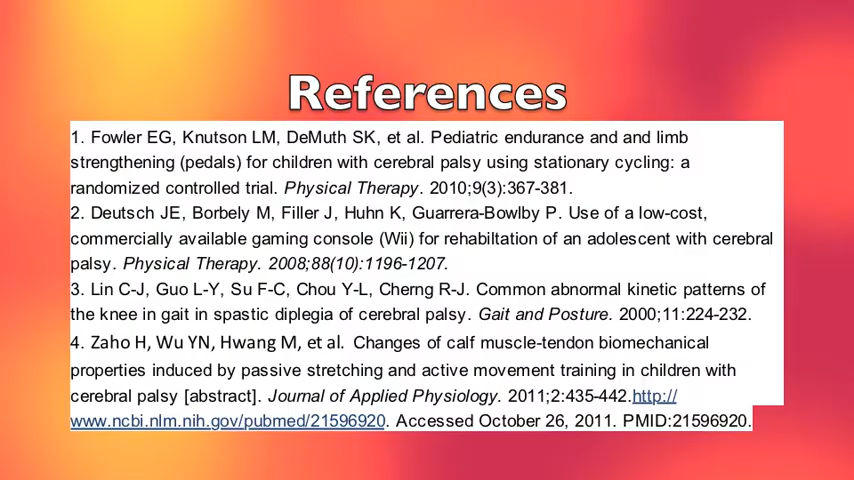 References
1. Fowler EG, Knutson LM, DeMuth SK, et al. Pediatric endurance and and limb
strengthening (pedals) for children with cerebral palsy using stationary cycling: a
randomized controlled trial. Physical Therapy. 2010;9(3):367-381.
2. Deutsch JE, Borbely M, Filler J, Huhn K, Guarrera-Bowlby P. Use of a low-cost,
commercially available gaming console (Wii) for rehabiltation of an adolescent with cerebral
palsy. Physical Therapy. 2008;88(10):1196-1207.
3. Lin C-J, Guo L-Y, Su F-C, Chou Y-L, Cherng R-J. Common abnormal kinetic patterns of
the knee in gait in spastic diplegia of cerebral palsy. Gait and Posture. 2000;11:224-232.
4. Zaho H, Wu YN, Hwang M, et al. Changes of calf muscle-tendon biomechanical
properties induced by passive stretching and active movement training in children with
cerebral palsy [abstract]. Journal of Applied Physiology. 2011;2:435-442.http://
www.ncbi.nlm.nih.gov/pubmed/21596920. Accessed October 26, 2011. PMID:21596920.